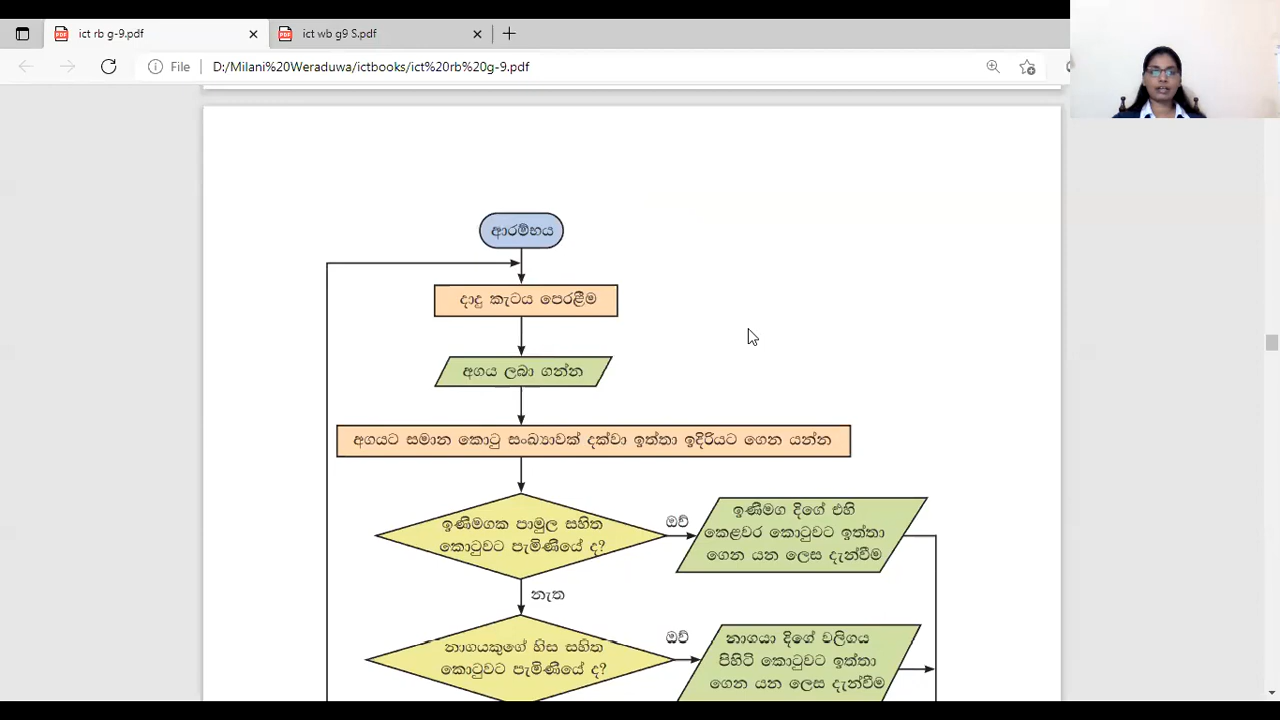 ict rb g-9.pdf
ict wb g9 S.pdf
File
D:/Milani%20Weraduwa/ictbooks/ict%20rb%20g-9.pdf
ආරම්භය
දාදු කැටය පෙරළීම
අගය ලබා ගන්න
අගයට සමාන කොටු සංඛ්‍යාවක් දක්වා ඉත්තා ඉදිරියට ගෙන යන්න
ඉණිමගක පාමුල සහිත
කොටුවට පැමිණියේ ද?
ඔව්
ඉණිමග දිගේ එහි
කෙළවර කොටුවට ඉත්තා
ගෙන යන ලෙස දැන්වීම
නැත
නාගයකුගේ හිස සහිත
කොටුවට පැමිණියේ ද?
ඔව්
නාගයා දිගේ වලිගය
පිහිටි කොටුවට ඉත්තා
ගෙන යන ලෙස දැන්වීම